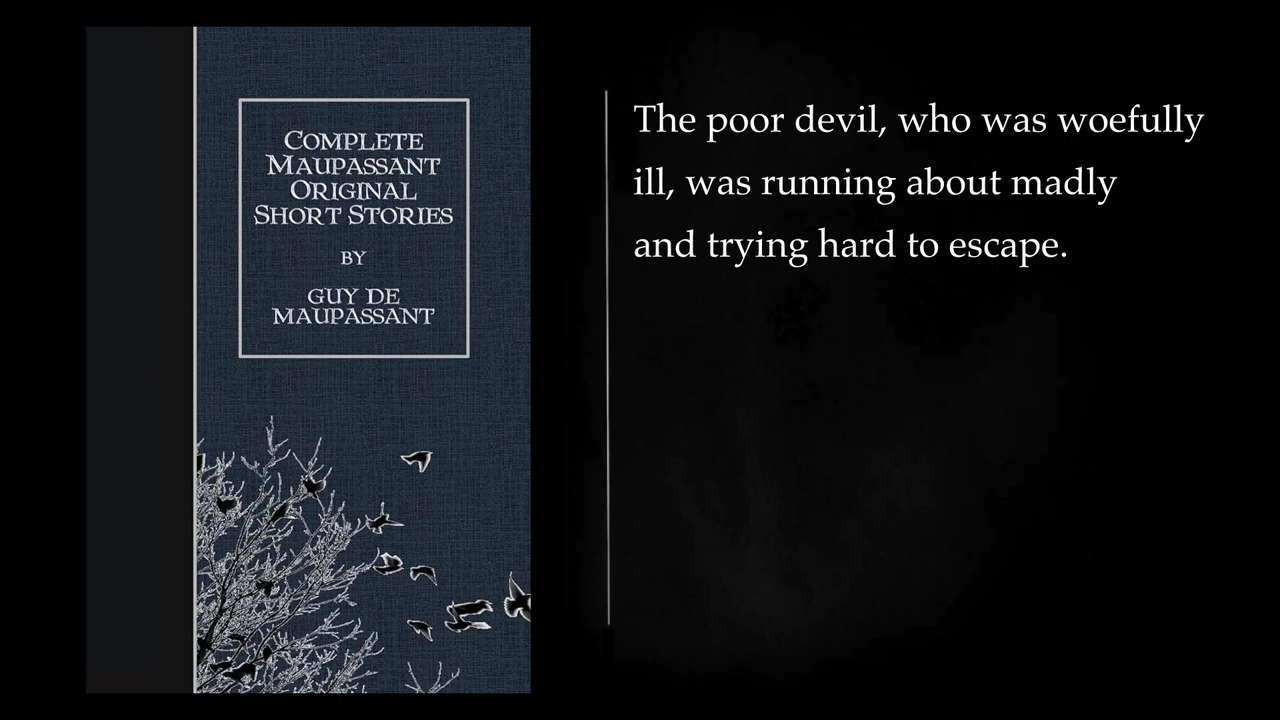 COMPLETE
MAUPASSANT
ORIGINAL
SHORT STORIES
BY
GUY DE
MAUPASSANT
The poor devil, who was woefully
ill, was running about madly
and trying hard to escape.